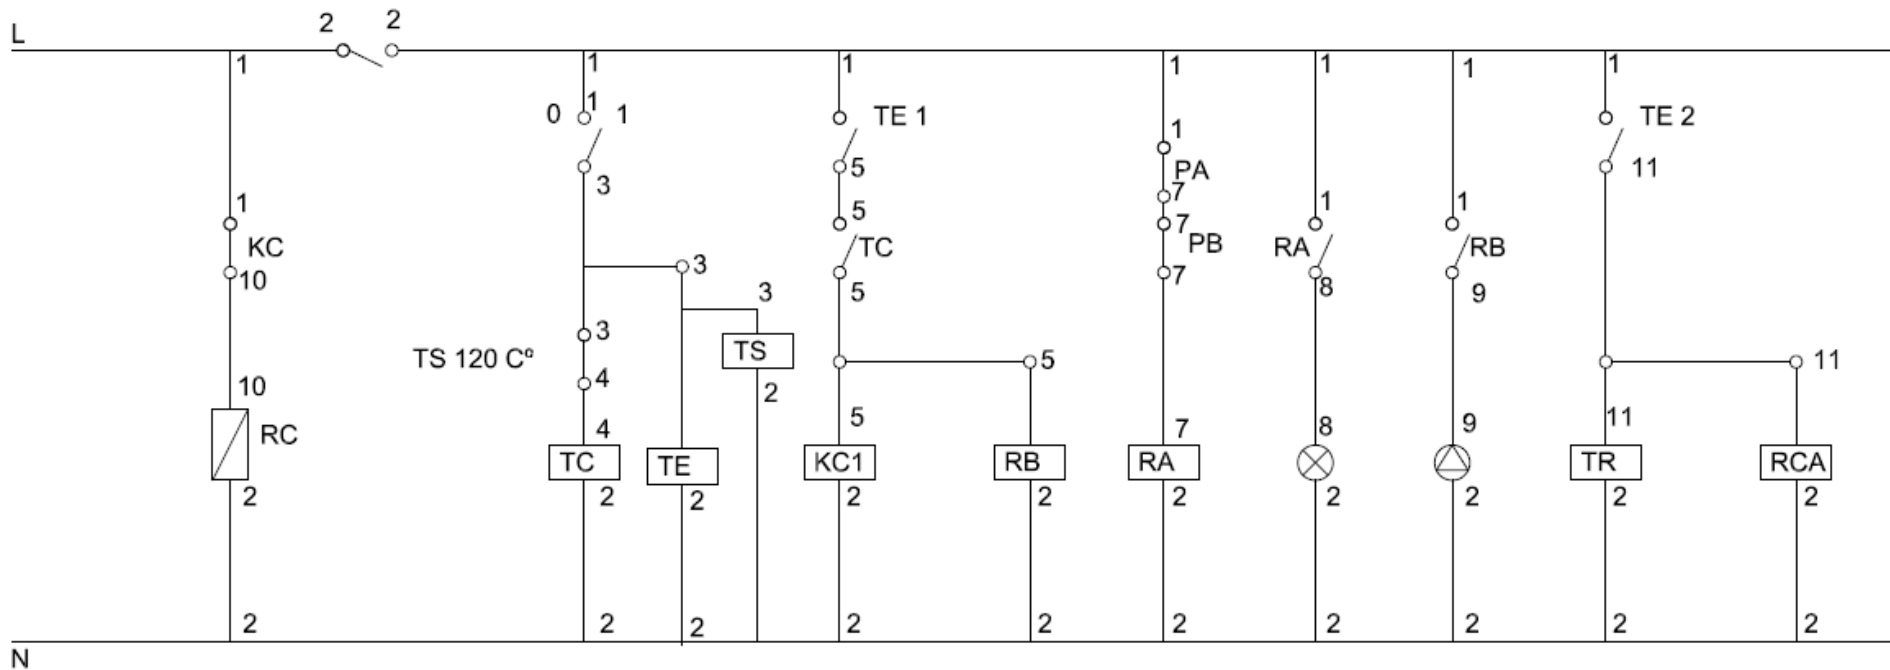 L
2 2
1 1 1 1 1 1 1
0 1 1 TE 1 TE 2
1
3 5 PA 11
7
1 5 7 1 1
KC TC PB RA RB
10 3 5 7 8 9
3
TS 120 Cº 3 TS 5 11
4 2
10 4 5 7 8 9 11
RC TC TE KC1 RB RA TR RCA
2 2 2 2 2 2 2 2 2 2
2 2 2 2 2 2 2 2 2 2
N